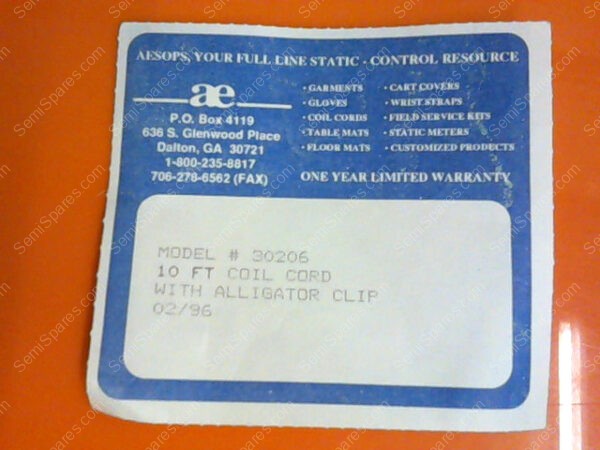 AESOPS, YOUR FULL LINE STATIC - CONTROL RESOURCE
ae
P.O. Box 4119
636 S. Glenwood Place
Dalton, GA 30721
1-800-235-8817
706-278-6562 (FAX)
· GARMENTS
· GLOVES
· COIL CORDS
· TABLE MATS
· FLOOR MATS
· CART COVERS
· WRIST STRAPS
· FIELD SERVICE KITS
· STATIC METERS
· CUSTOMIZED PRODUCTS
ONE YEAR LIMITED WARRANTY
MODEL # 30206
10 FT COIL CORD
WITH ALLIGATOR CLIP
02/96
SemiSpares.com